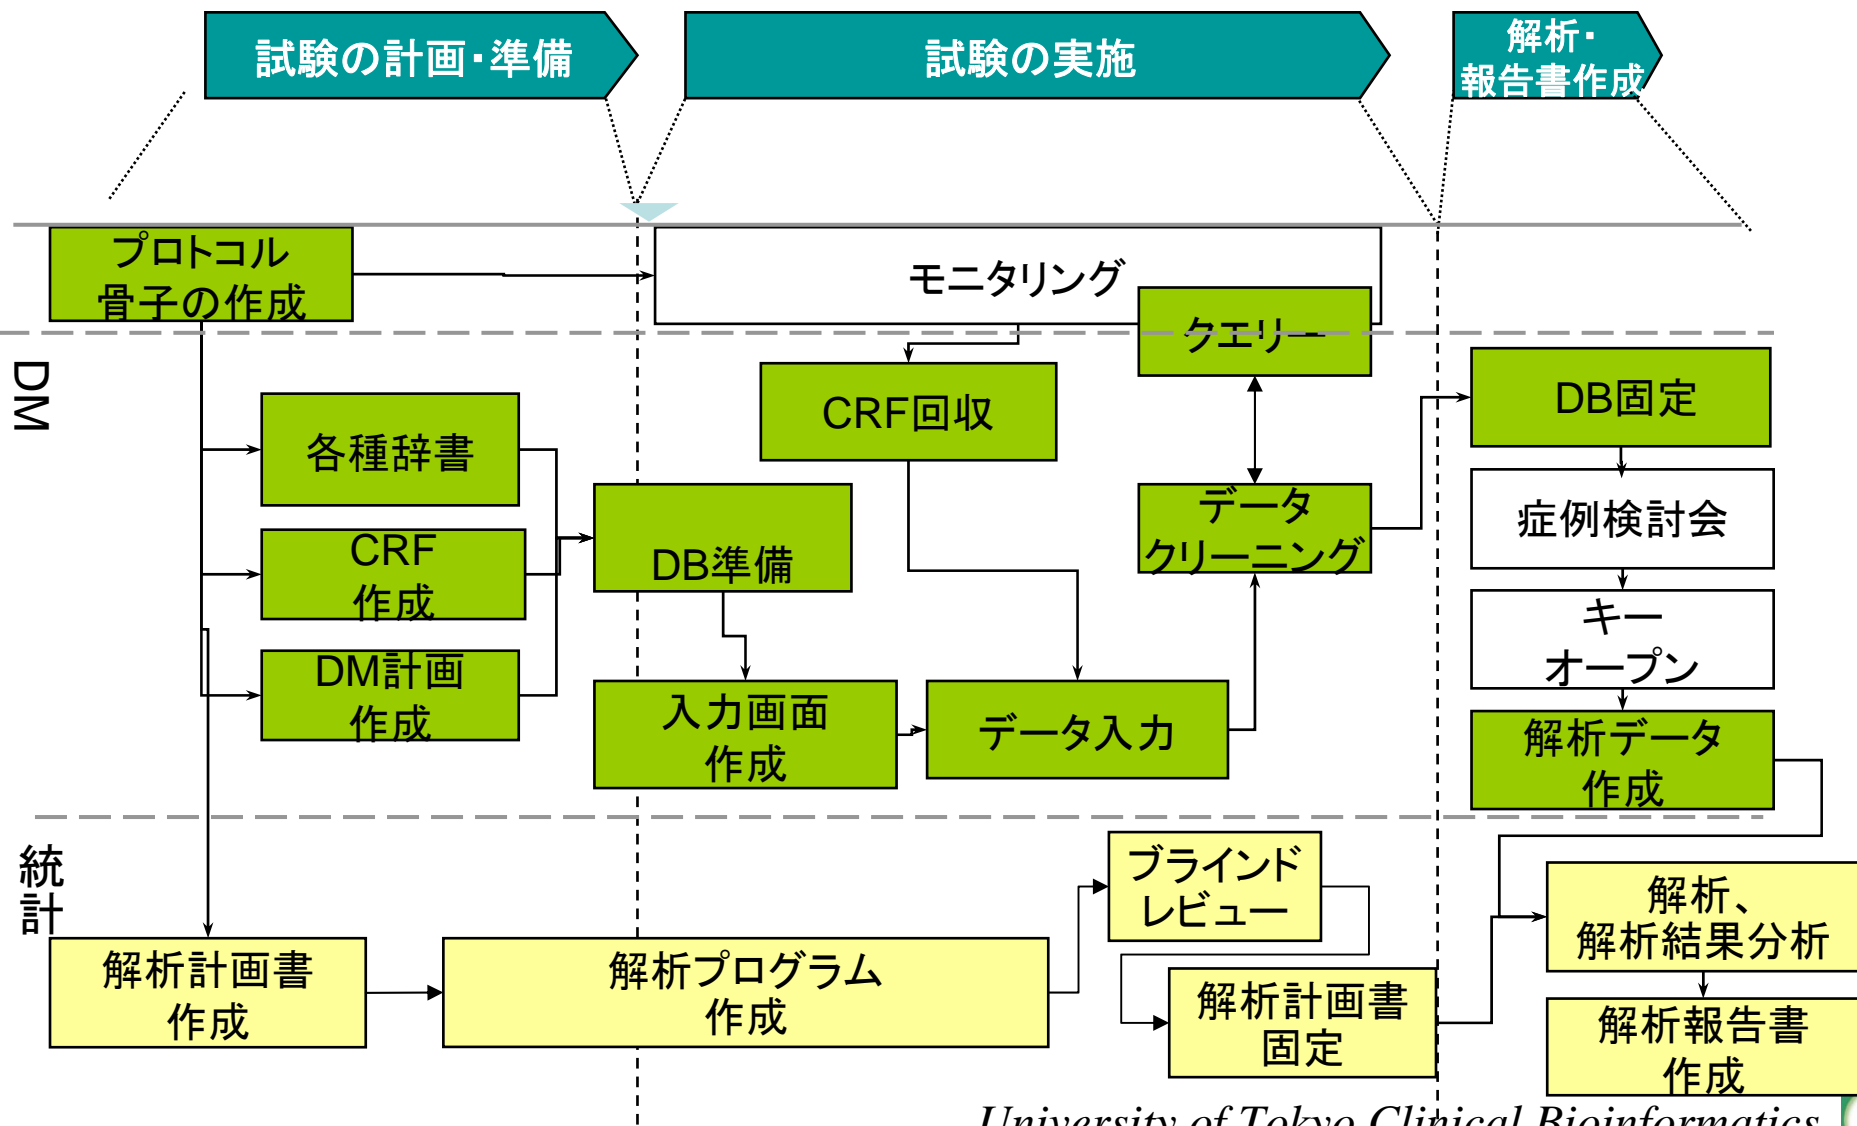 試験の計画・準備
試験の実施
解析・
報告書作成
プロトコル
骨子の作成
モニタリング
クエリー
DM
各種辞書
CRF
作成
DM計画
作成
DB準備
入力画面
作成
CRF回収
データ入力
データ
クリーニング
DB固定
症例検討会
キー
オープン
解析データ
作成
統計
解析計画書
作成
解析プログラム
作成
ブラインド
レビュー
解析計画書
固定
解析、
解析結果分析
解析報告書
作成
University of Tokyo Clinical Bioinformatics